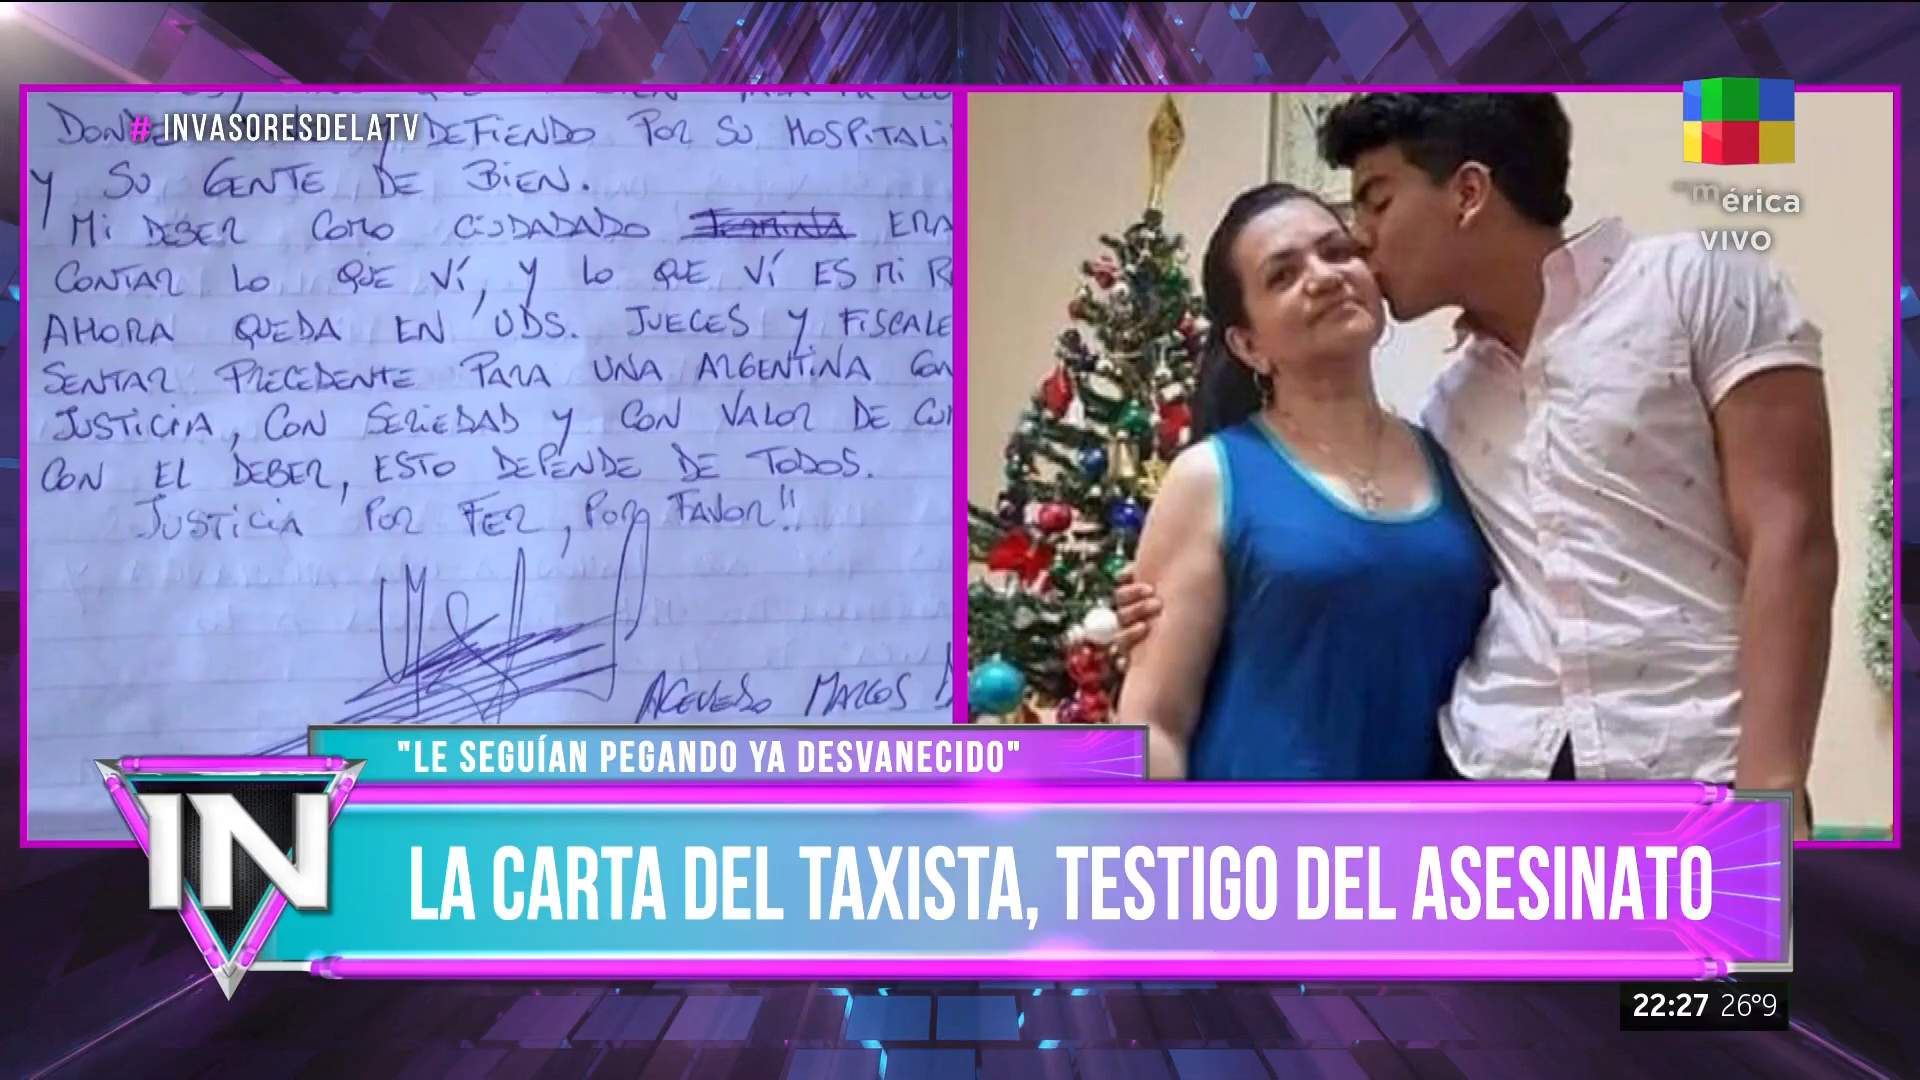 DEFIENDO POR SU HOSPITALI
# INVASORESDELATV
Y SU GENTE DE BIEN.
MI DEBER COMO CIUDADADO ERA
CONTAR LO QUE VÍ, Y LO QUE VÍ ES MI R
AHORA QUEDA EN UDS. JUECES Y FISCALE
SENTAR PRECEDENTE PARA UNA ARGENTINA CON
JUSTICIA, CON SERIEDAD Y CON VALOR DE CUM
CON EL DEBER, ESTO DEPENDE DE TODOS.
JUSTICIA POR FER, POR FAVOR!!
ACEVEDO MARCOS D
mérica
VIVO
"LE SEGUÍAN PEGANDO YA DESVANECIDO"
IN
LA CARTA DEL TAXISTA, TESTIGO DEL ASESINATO
22:27 26°9